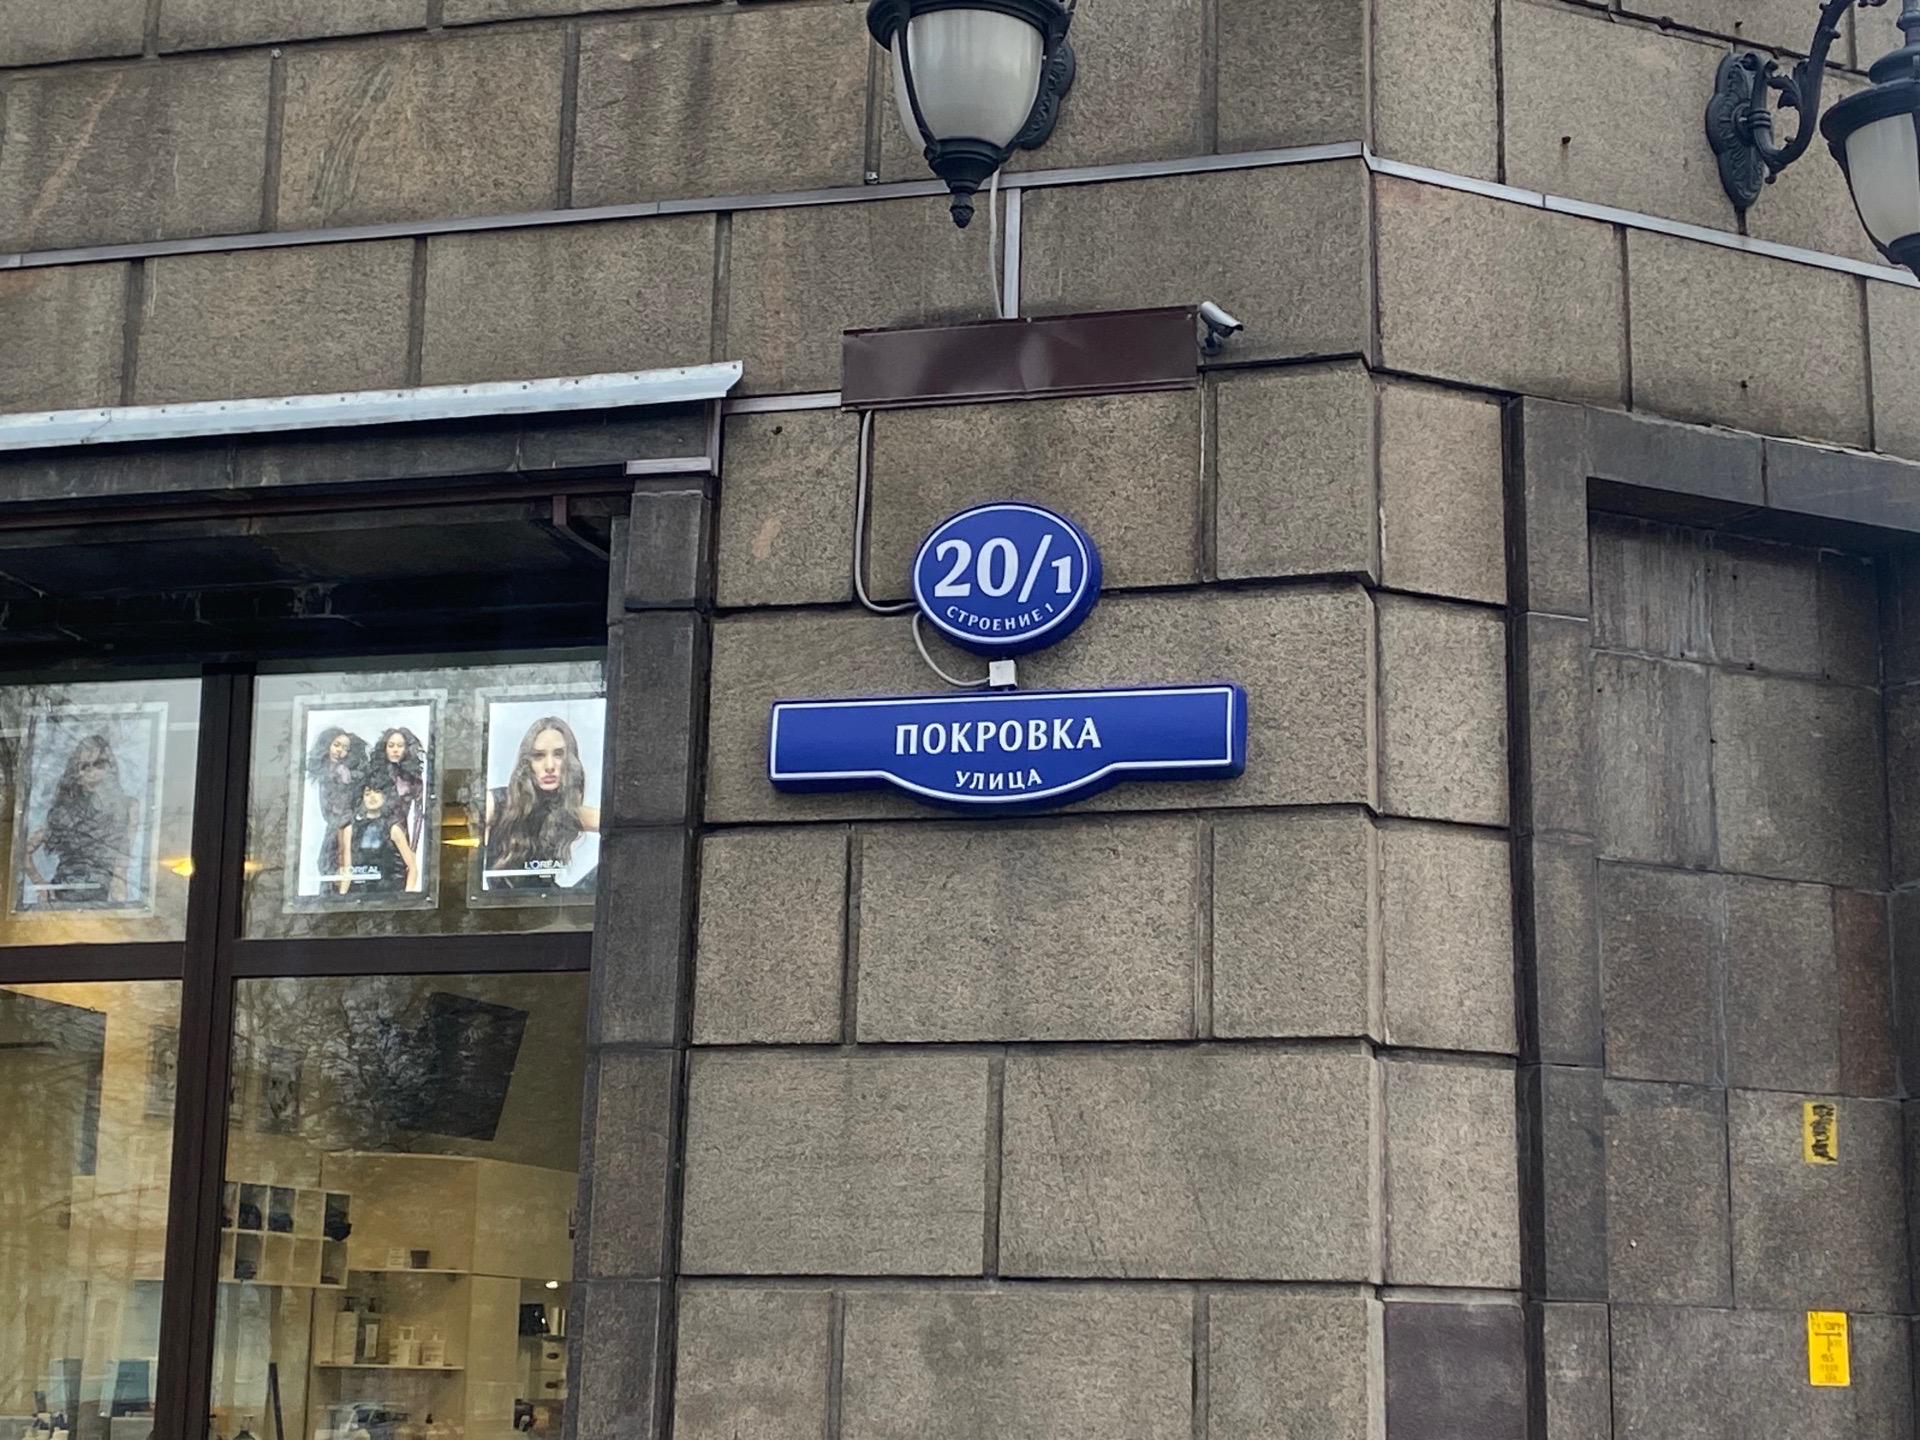 20/1
СТРОЕНИЕ 1
ПОКРОВКА
УЛИЦА
L'ORÉAL
L'ORÉAL